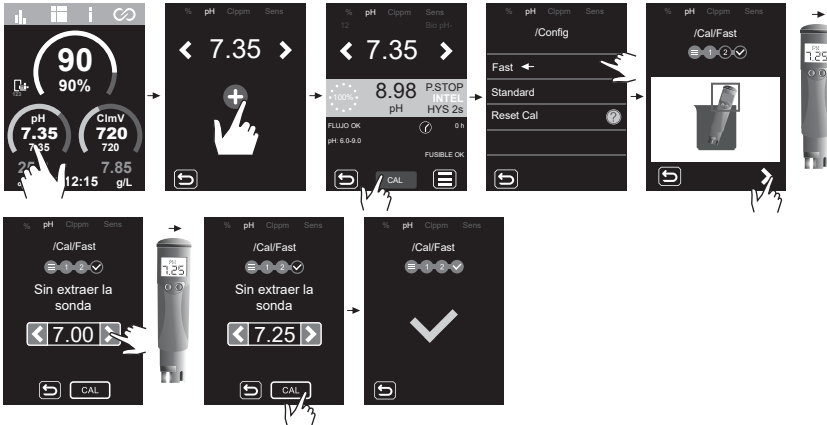 90
90%
123
pH
7.35
7.35
ClmV
720
720
25
7.85
12:15 g/L
% pH Clppm Sens
7.35
% pH Clppm Sens
12 Bio pH-
7.35
100%
8.98
pH
P.STOP
INTEL
HYS 2s
FLUJO OK
0 h
pH: 6.0-9.0
FUSIBLE OK
CAL
% pH Clppm Sens
/Config
Fast
Standard
Reset Cal ?
% pH Clppm Sens
/Cal/Fast
1 2
PH
7.25
% pH Clppm Sens
/Cal/Fast
1 2
Sin extraer la
sonda
7.00
CAL
PH
7.25
% pH Clppm Sens
/Cal/Fast
1 2
Sin extraer la
sonda
7.25
CAL
% pH Clppm Sens
/Cal/Fast
1 2